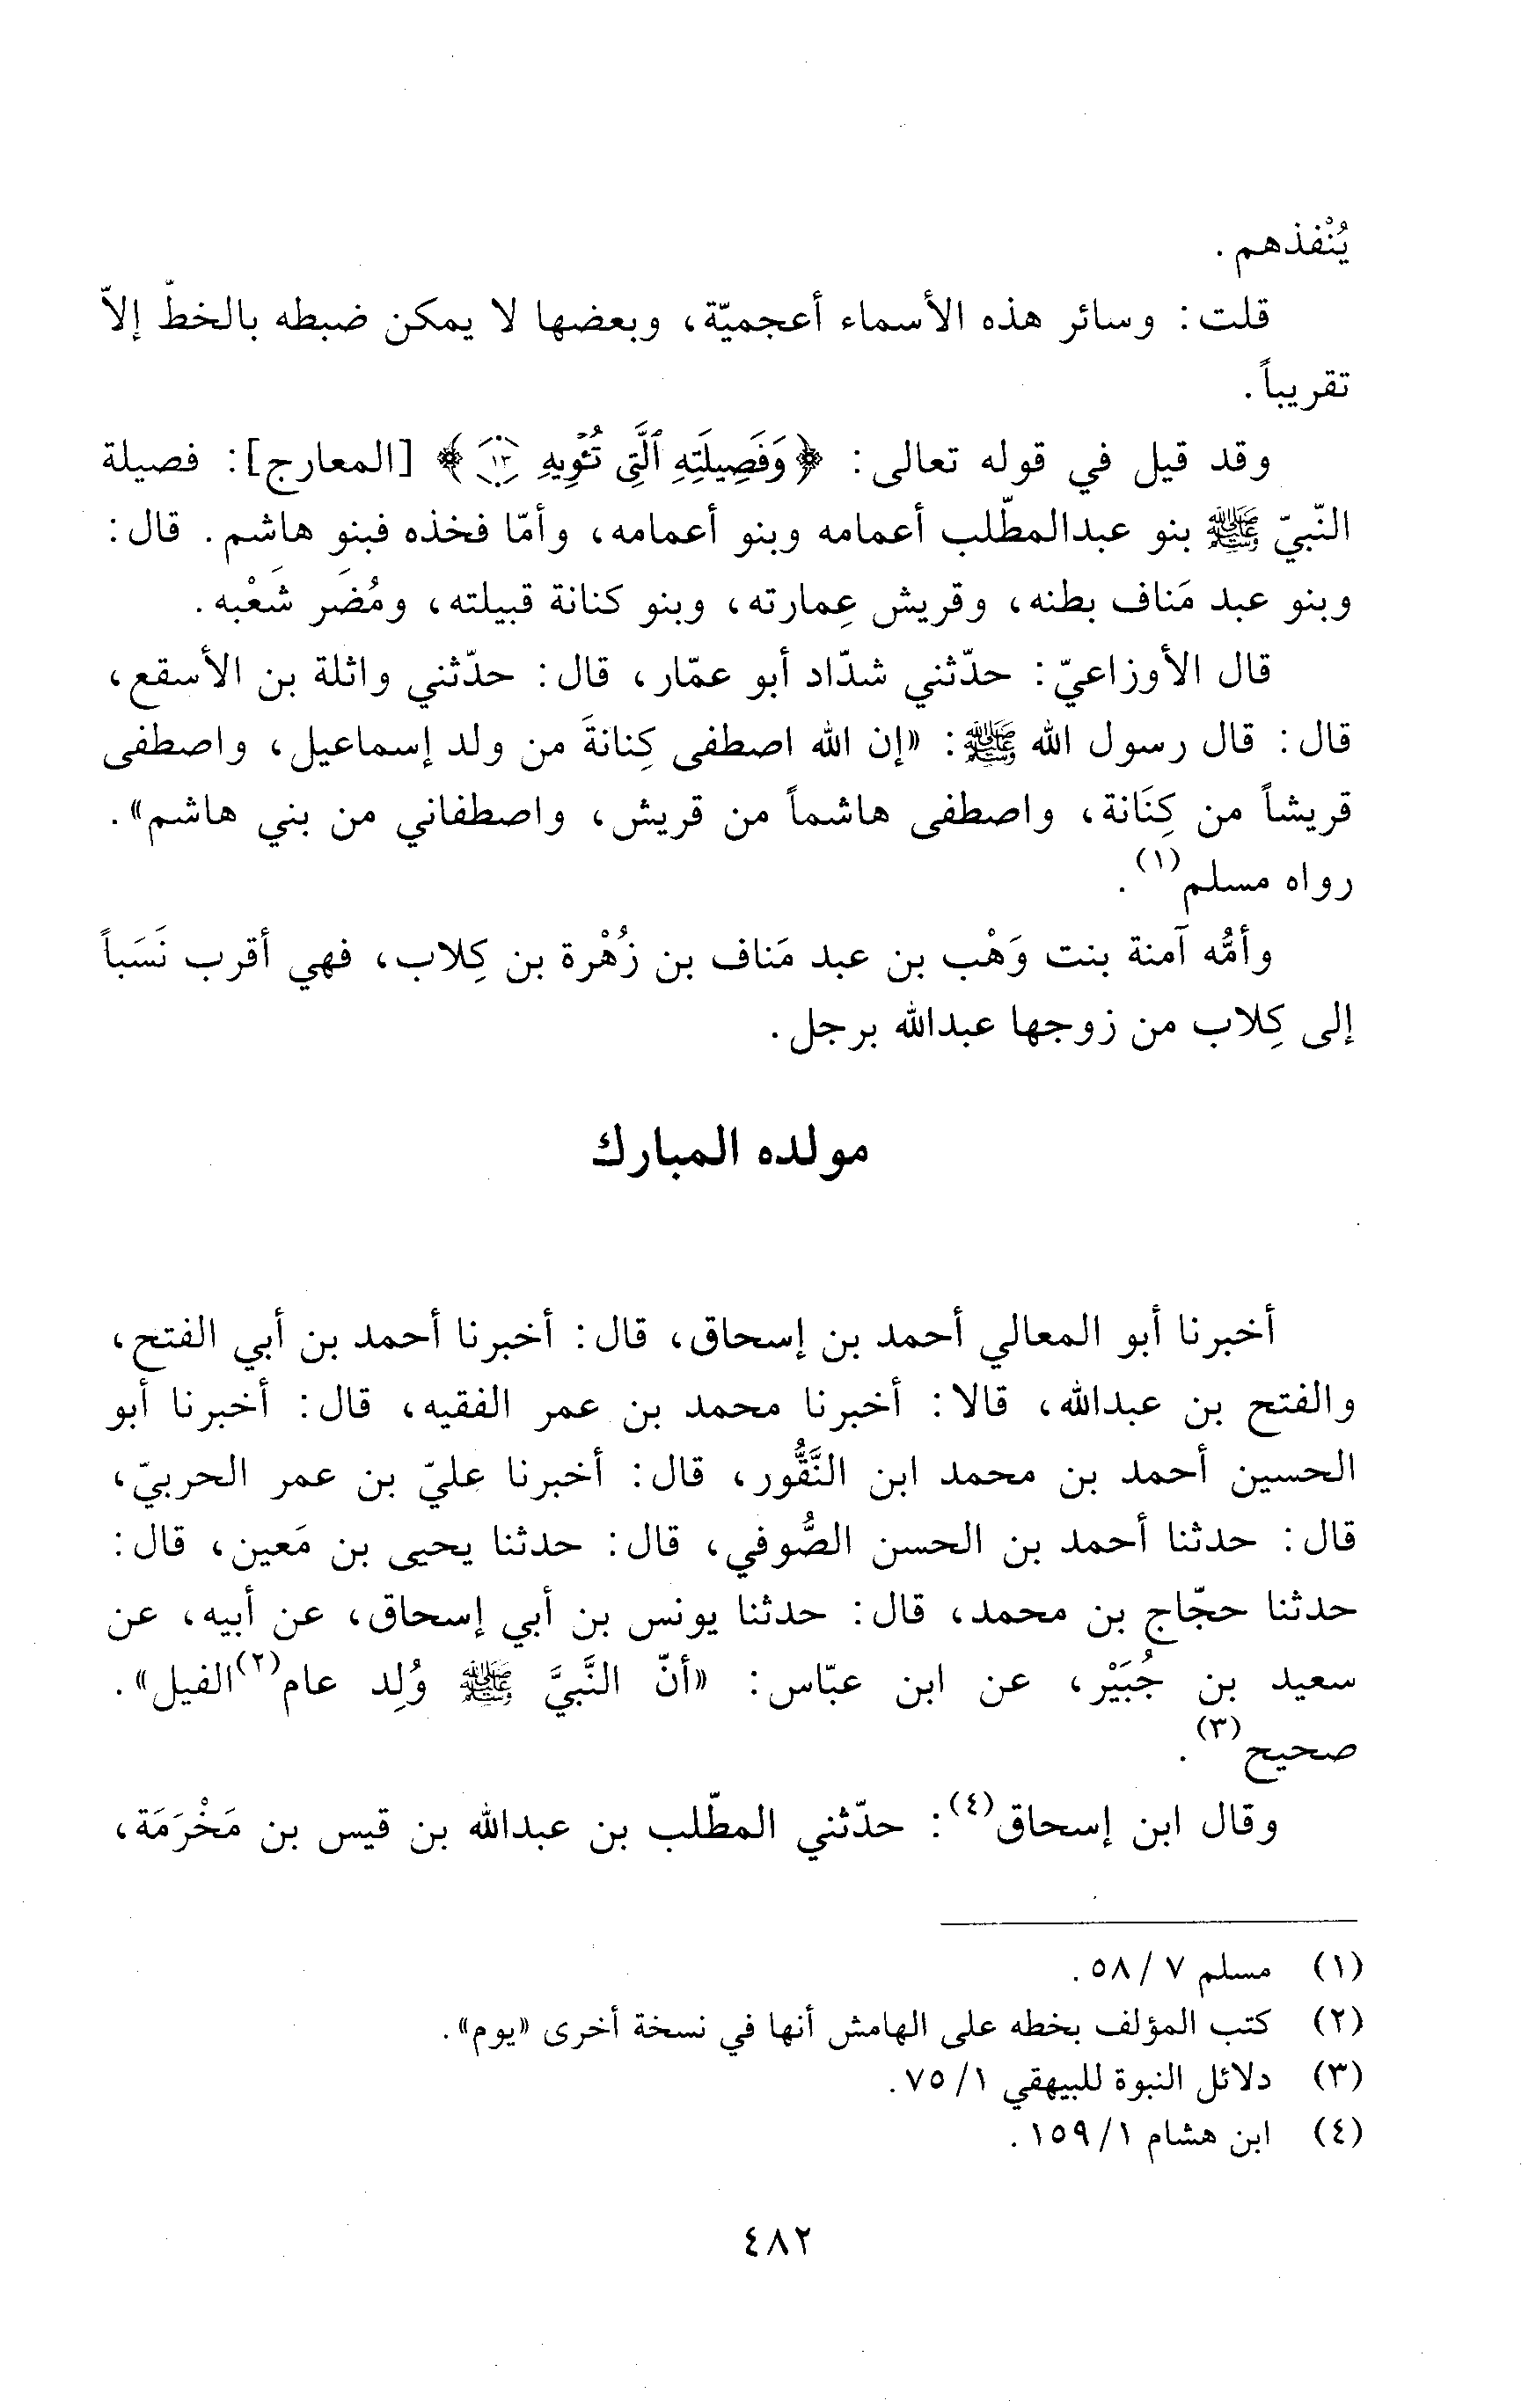 يُنْفذهم.
قلت: وسائر هذه الأسماء أعجميّة، وبعضها لا يمكن ضبطه بالخطّ إلاّ
تقريباً.
وقد قيل في قوله تعالى: ﴿وَفَصِيلَتِهِ ٱلَّتِى تُـْٔوِيهِ ١٣﴾ [المعارج]: فصيلة
النّبيّ ﷺ بنو عبدالمطّلب أعمامه وبنو أعمامه، وأمّا فخذه فبنو هاشم. قال:
وبنو عبد مَناف بطنه، وقريش عِمارته، وبنو كنانة قبيلته، ومُضَر شَعْبه.
قال الأوزاعيّ: حدّثني شدّاد أبو عمّار، قال: حدّثني واثلة بن الأسقع،
قال: قال رسول الله ﷺ: «إن الله اصطفى كِنانةَ من ولد إسماعيل، واصطفى
قريشاً من كِنَانة، واصطفى هاشماً من قريش، واصطفاني من بني هاشم».
رواه مسلم(١).
وأمُّه آمنة بنت وَهْب بن عبد مَناف بن زُهْرة بن كِلاب، فهي أقرب نَسَباً
إلى كِلاب من زوجها عبدالله برجل.
مولده المبارك
أخبرنا أبو المعالي أحمد بن إسحاق، قال: أخبرنا أحمد بن أبي الفتح،
والفتح بن عبدالله، قالا: أخبرنا محمد بن عمر الفقيه، قال: أخبرنا أبو
الحسين أحمد بن محمد ابن النَّقُّور، قال: أخبرنا عليّ بن عمر الحربيّ،
قال: حدثنا أحمد بن الحسن الصُّوفي، قال: حدثنا يحيى بن مَعين، قال:
حدثنا حجّاج بن محمد، قال: حدثنا يونس بن أبي إسحاق، عن أبيه، عن
سعيد بن جُبَيْر، عن ابن عبّاس: «أنّ النَّبيَّ ﷺ وُلِد عام(٢) الفيل».
صحيح(٣).
وقال ابن إسحاق(٤): حدّثني المطّلب بن عبدالله بن قيس بن مَخْرَمَة،
(١) مسلم ٧/ ٥٨.
(٢) كتب المؤلف بخطه على الهامش أنها في نسخة أخرى «يوم».
(٣) دلائل النبوة للبيهقي ١/ ٧٥.
(٤) ابن هشام ١/ ١٥٩.
٤٨٢